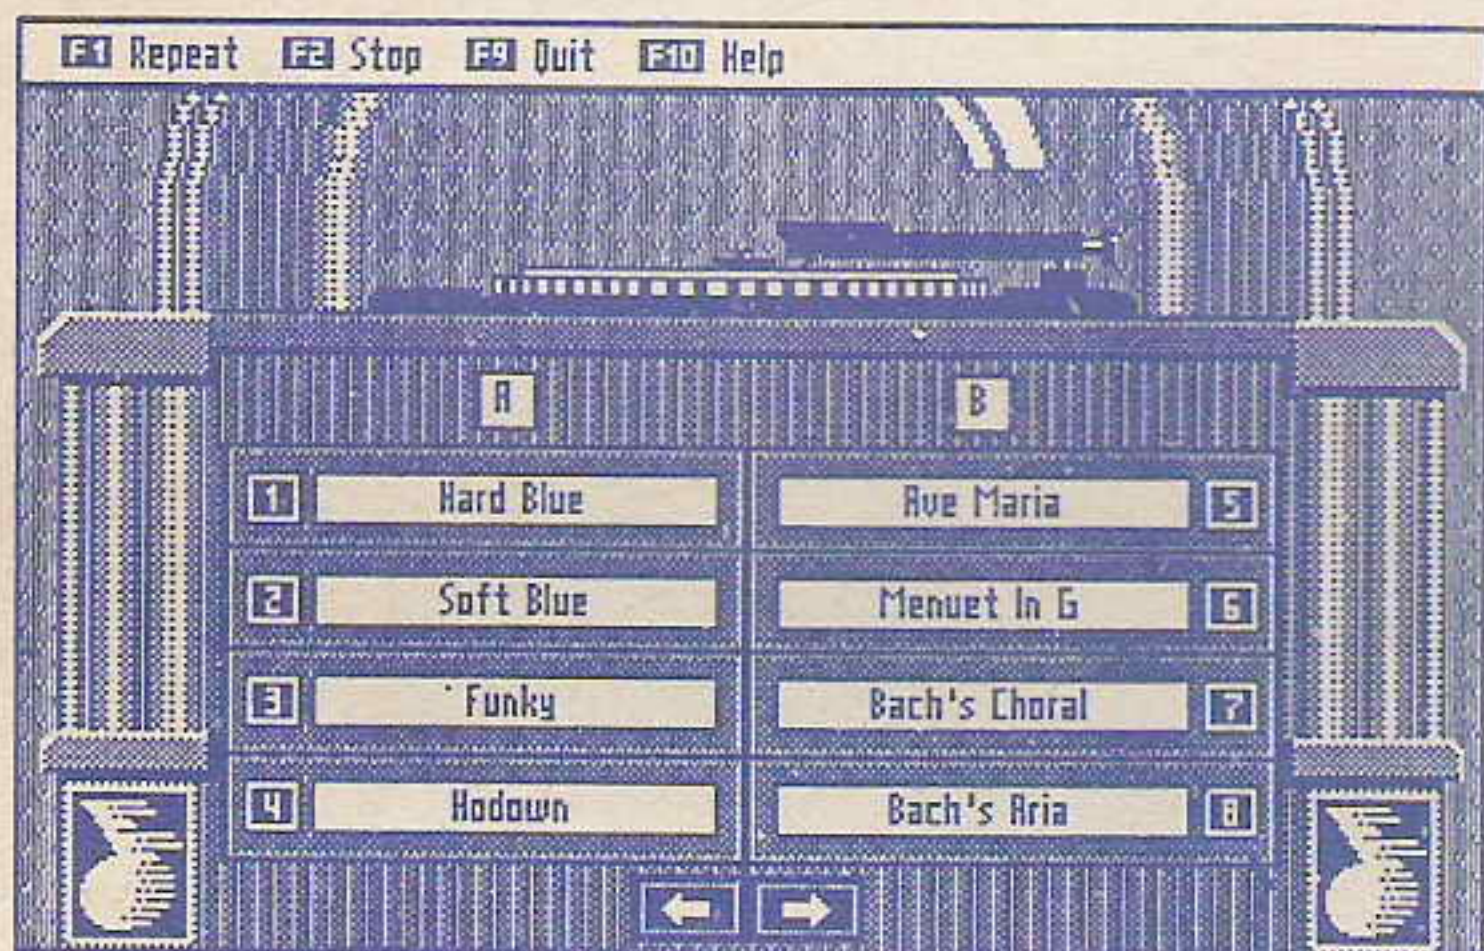 F1 Repeat F2 Stop F9 Quit F10 Help
A B
1 Hard Blue Ave Maria 5
2 Soft Blue Menuet In G 6
3 Funky Bach's Choral 7
4 Hodown Bach's Aria 8